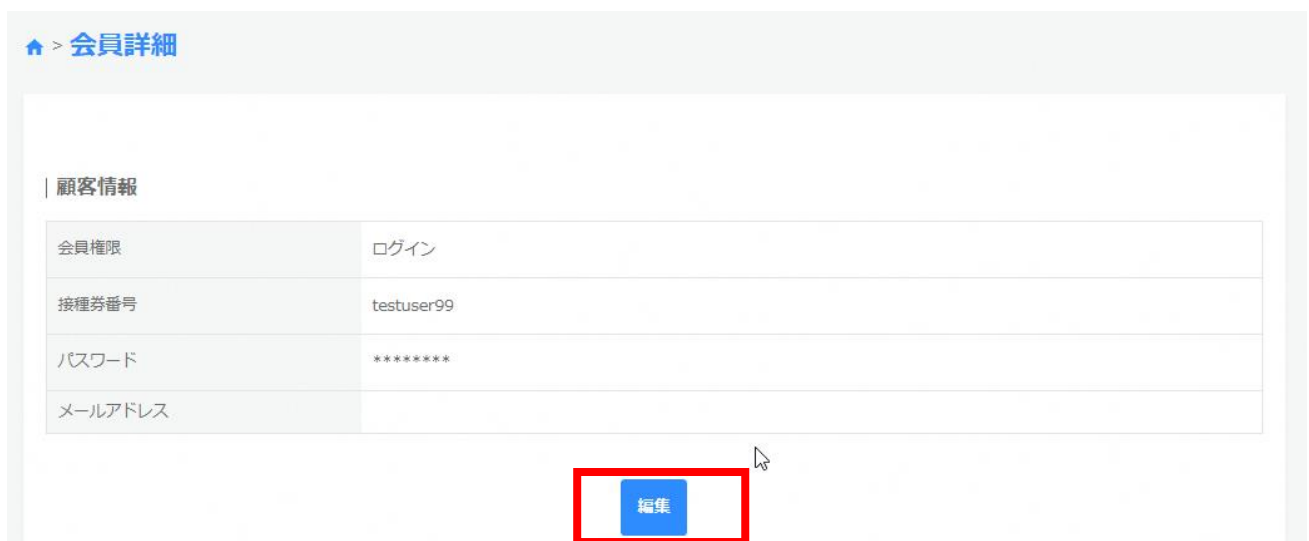 > 会員詳細
| 顧客情報
会員権限 ログイン
接種券番号 testuser99
パスワード ********
メールアドレス
編集